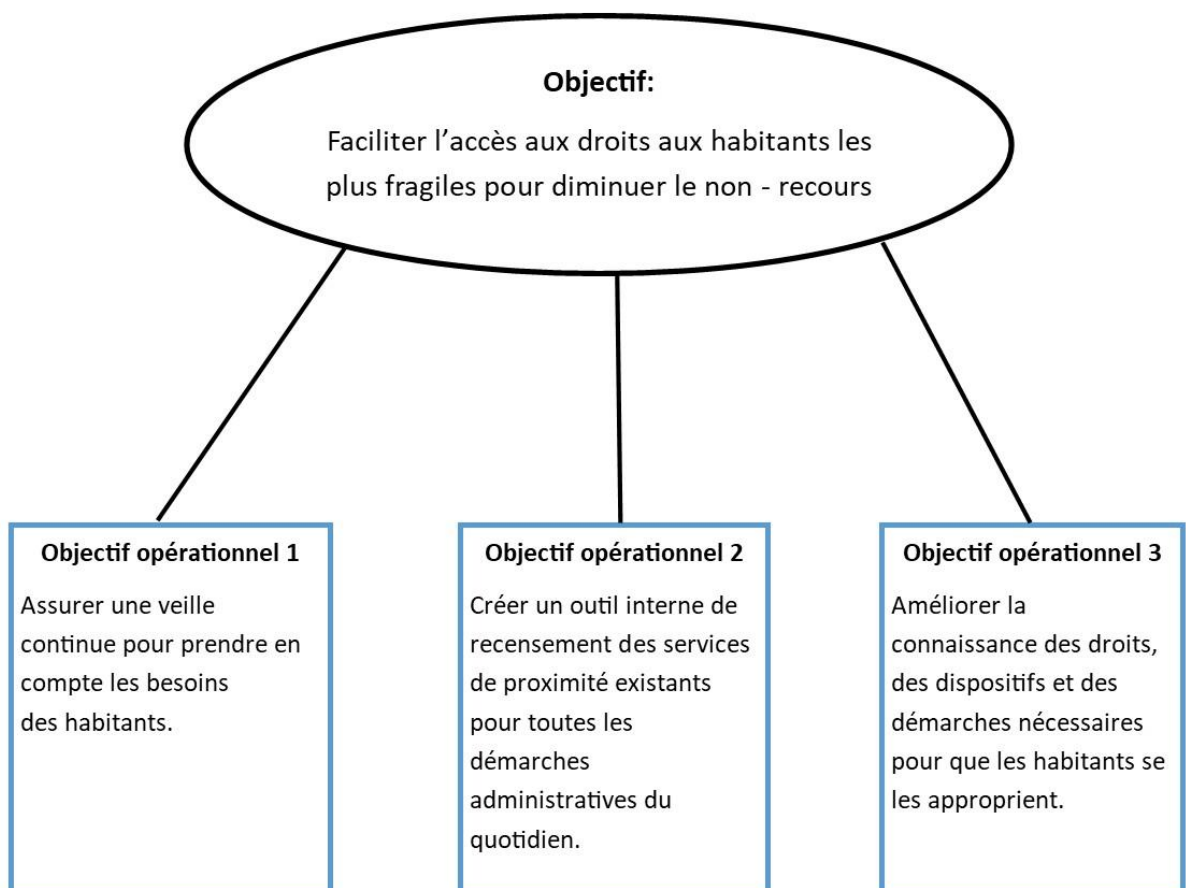 Objectif:
Faciliter l’accès aux droits aux habitants les
plus fragiles pour diminuer le non - recours
Objectif opérationnel 1
Assurer une veille
continue pour prendre en
compte les besoins
des habitants.
Objectif opérationnel 2
Créer un outil interne de
recensement des services
de proximité existants
pour toutes les
démarches
administratives du
quotidien.
Objectif opérationnel 3
Améliorer la
connaissance des droits,
des dispositifs et des
démarches nécessaires
pour que les habitants se
les approprient.